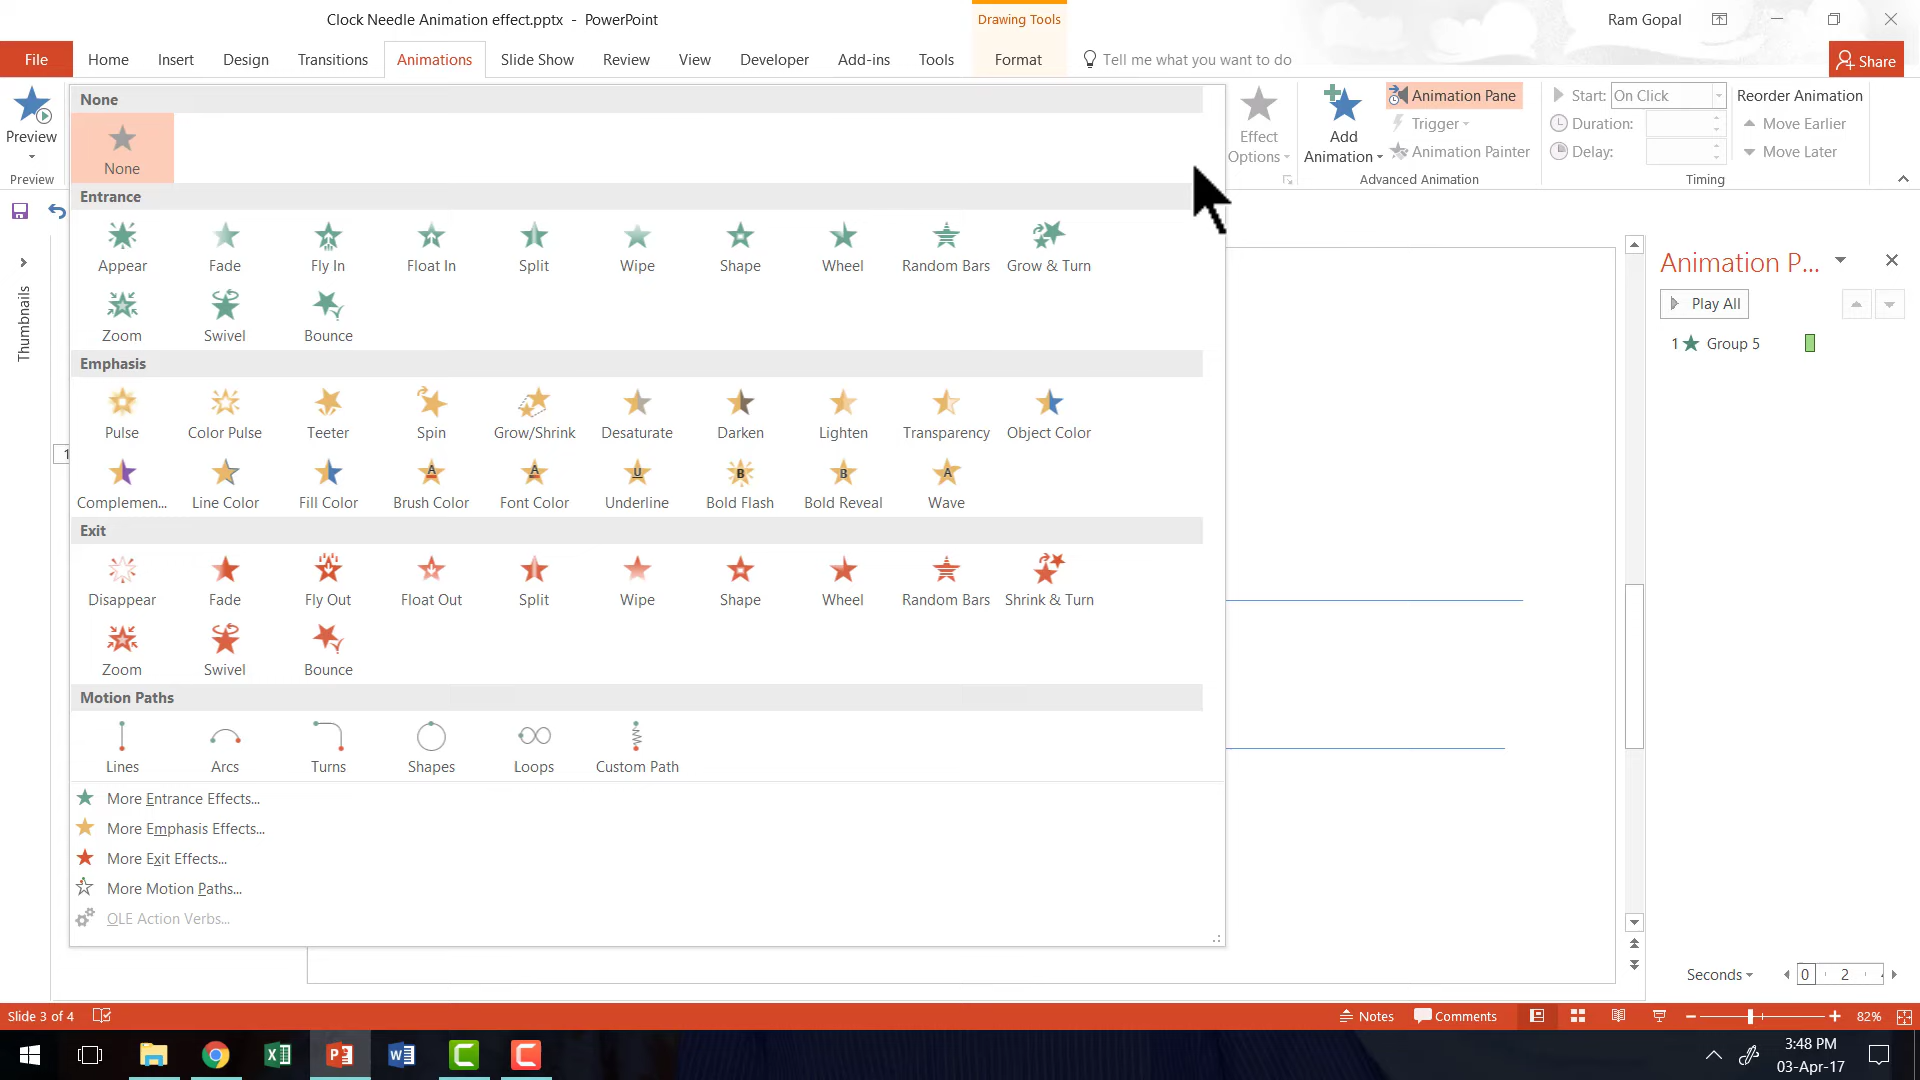 Clock Needle Animation effect.pptx - PowerPoint
Drawing Tools
Ram Gopal
File Home Insert Design Transitions Animations Slide Show Review View Developer Add-ins Tools Format Tell me what you want to do Share
Preview
Preview
None
None
Entrance
Appear Fade Fly In Float In Split Wipe Shape Wheel Random Bars Grow & Turn
Zoom Swivel Bounce
Emphasis
Pulse Color Pulse Teeter Spin Grow/Shrink Desaturate Darken Lighten Transparency Object Color
Complemen... Line Color Fill Color Brush Color Font Color Underline Bold Flash Bold Reveal Wave
Exit
Disappear Fade Fly Out Float Out Split Wipe Shape Wheel Random Bars Shrink & Turn
Zoom Swivel Bounce
Motion Paths
Lines Arcs Turns Shapes Loops Custom Path
More Entrance Effects...
More Emphasis Effects...
More Exit Effects...
More Motion Paths...
OLE Action Verbs...
Effect
Options
Add
Animation
Animation Pane
Trigger
Animation Painter
Advanced Animation
Start: On Click
Duration:
Delay:
Reorder Animation
Move Earlier
Move Later
Timing
Thumbnails
1
Animation P...
Play All
1 Group 5
Seconds 0 2
Slide 3 of 4
Notes Comments 82%
3:48 PM
03-Apr-17